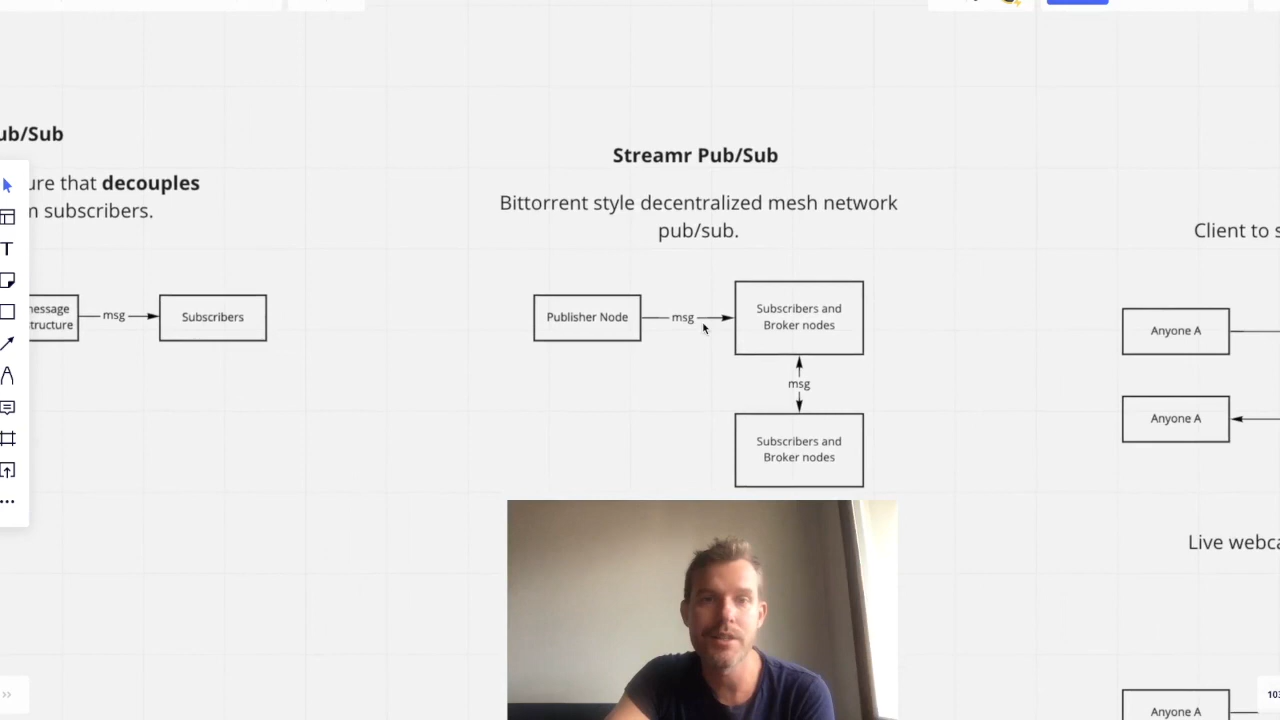 ub/Sub
ure that decouples
n subscribers.
nessage
tructure
msg
Subscribers
Streamr Pub/Sub
Bittorrent style decentralized mesh network
pub/sub.
Publisher Node
msg
Subscribers and
Broker nodes
msg
Subscribers and
Broker nodes
Client to s
Anyone A
Anyone A
Live webca
Anyone A
T
103